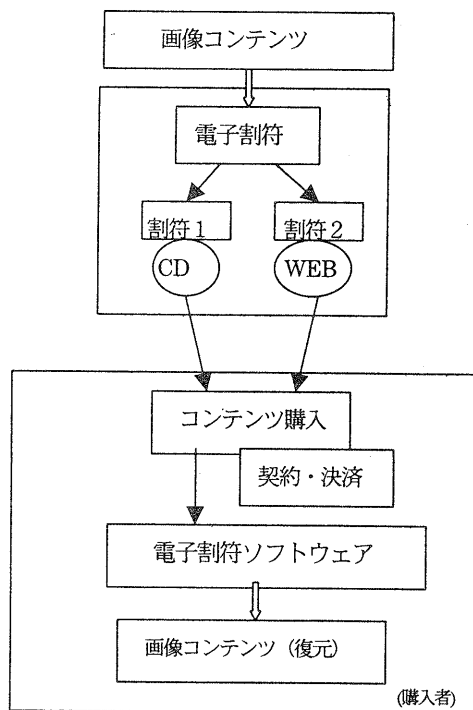 画像コンテンツ
電子割符
割符1
割符2
CD
WEB
コンテンツ購入
契約・決済
電子割符ソフトウェア
画像コンテンツ（復元）
(購入者)